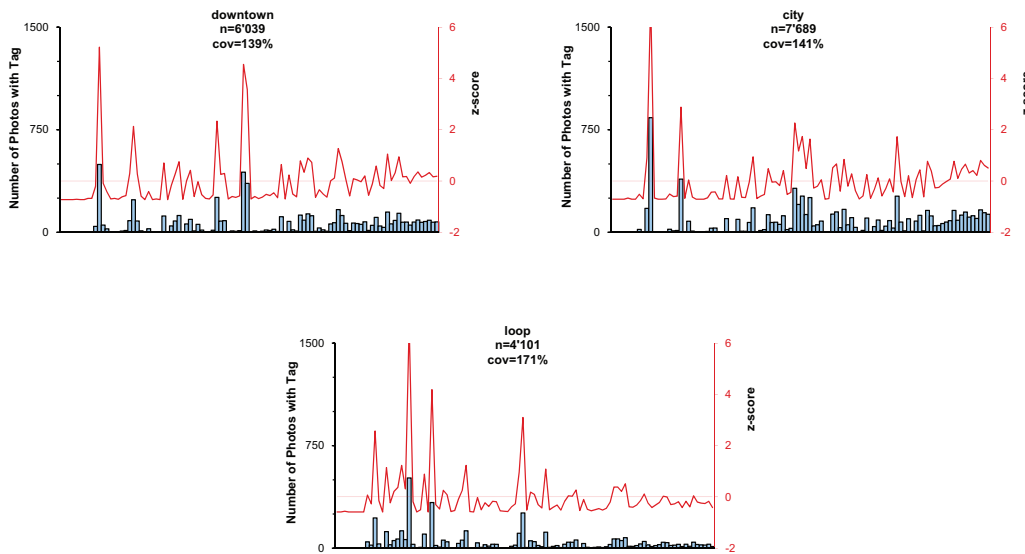 downtown
n=6'039
cov=139%
Number of Photos with Tag
1500
750
0
6
4
2
0
-2
z-score
city
n=7'689
cov=141%
Number of Photos with Tag
1500
750
0
6
4
2
0
-2
z-score
loop
n=4'101
cov=171%
Number of Photos with Tag
1500
750
0
6
4
2
0
-2
z-score